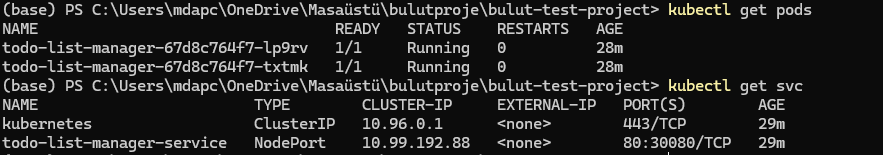 (base) PS C:\Users\mdapc\OneDrive\Masaüstü\bulutproje\bulut-test-project> kubectl get pods
NAME READY STATUS RESTARTS AGE
todo-list-manager-67d8c764f7-lp9rv 1/1 Running 0 28m
todo-list-manager-67d8c764f7-txtmk 1/1 Running 0 28m
(base) PS C:\Users\mdapc\OneDrive\Masaüstü\bulutproje\bulut-test-project> kubectl get svc
NAME TYPE CLUSTER-IP EXTERNAL-IP PORT(S) AGE
kubernetes ClusterIP 10.96.0.1 <none> 443/TCP 29m
todo-list-manager-service NodePort 10.99.192.88 <none> 80:30080/TCP 29m